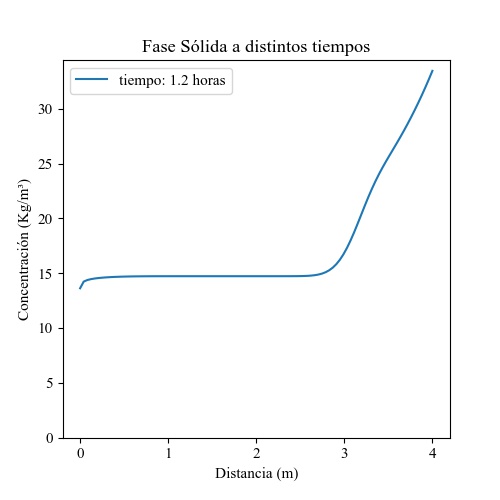 Fase Sólida a distintos tiempos
tiempo: 1.2 horas
Concentración (Kg/m³)
30
25
20
15
10
5
0
0 1 2 3 4
Distancia (m)